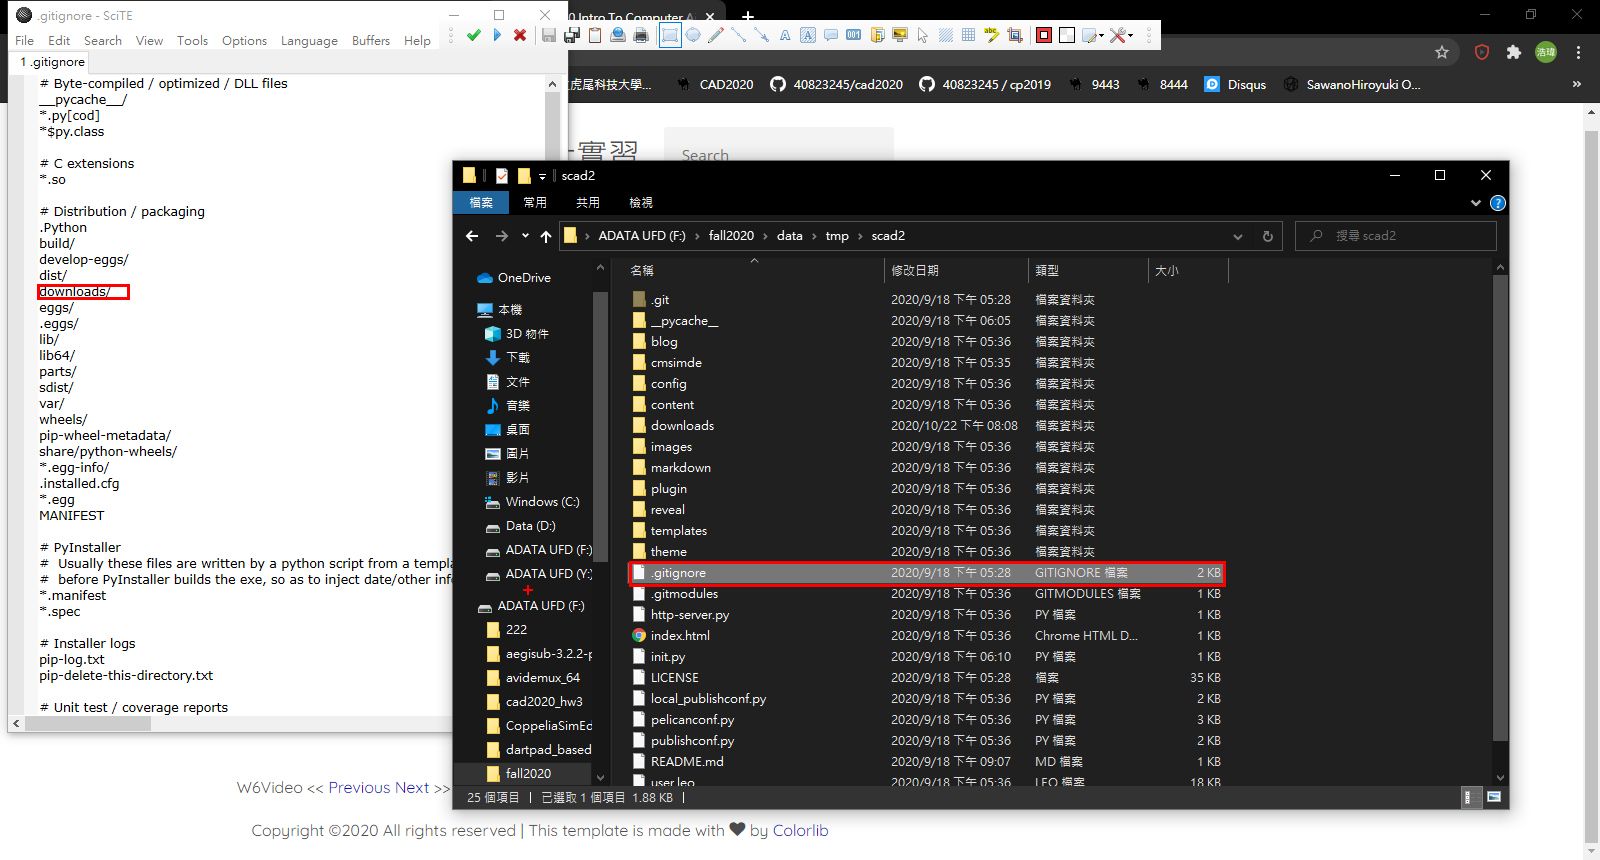 .gitignore - SciTE
File Edit Search View Tools Options Language Buffers Help
1 .gitignore
# Byte-compiled / optimized / DLL files
__pycache__/
*.py[cod]
*$py.class
# C extensions
*.so
# Distribution / packaging
.Python
build/
develop-eggs/
dist/
downloads/
eggs/
.eggs/
lib/
lib64/
parts/
sdist/
var/
wheels/
pip-wheel-metadata/
share/python-wheels/
*.egg-info/
.installed.cfg
*.egg
MANIFEST
# PyInstaller
# Usually these files are written by a python script from a templa
# before PyInstaller builds the exe, so as to inject date/other inf
*.manifest
*.spec
# Installer logs
pip-log.txt
pip-delete-this-directory.txt
# Unit test / coverage reports
0 Intro To Computer
浩瑋
虎尾科技大學... CAD2020 40823245/cad2020 40823245 / cp2019 9443 8444 Disqus SawanoHiroyuki O... »
實習
Search
scad2
檔案 常用 共用 檢視
ADATA UFD (F:) › fall2020 › data › tmp › scad2
搜尋 scad2
OneDrive
本機
3D 物件
下載
文件
音樂
桌面
圖片
影片
Windows (C:)
Data (D:)
ADATA UFD (F:)
ADATA UFD (Y:)
ADATA UFD (F:)
222
aegisub-3.2.2-p
avidemux_64
cad2020_hw3
CoppeliaSimEd
dartpad_based
fall2020
名稱 修改日期 類型 大小
.git 2020/9/18 下午 05:28 檔案資料夾
__pycache__ 2020/9/18 下午 06:05 檔案資料夾
blog 2020/9/18 下午 05:36 檔案資料夾
cmsimde 2020/9/18 下午 05:35 檔案資料夾
config 2020/9/18 下午 05:36 檔案資料夾
content 2020/9/18 下午 05:36 檔案資料夾
downloads 2020/10/22 下午 08:08 檔案資料夾
images 2020/9/18 下午 05:36 檔案資料夾
markdown 2020/9/18 下午 05:36 檔案資料夾
plugin 2020/9/18 下午 05:36 檔案資料夾
reveal 2020/9/18 下午 05:36 檔案資料夾
templates 2020/9/18 下午 05:36 檔案資料夾
theme 2020/9/18 下午 05:36 檔案資料夾
.gitignore 2020/9/18 下午 05:28 GITIGNORE 檔案 2 KB
.gitmodules 2020/9/18 下午 05:36 GITMODULES 檔案 1 KB
http-server.py 2020/9/18 下午 05:36 PY 檔案 1 KB
index.html 2020/9/18 下午 05:36 Chrome HTML D... 1 KB
init.py 2020/9/18 下午 06:10 PY 檔案 1 KB
LICENSE 2020/9/18 下午 05:28 檔案 35 KB
local_publishconf.py 2020/9/18 下午 05:36 PY 檔案 2 KB
pelicanconf.py 2020/9/18 下午 05:36 PY 檔案 3 KB
publishconf.py 2020/9/18 下午 05:36 PY 檔案 2 KB
README.md 2020/9/18 下午 09:07 MD 檔案 1 KB
user.leo 2020/9/18 下午 05:36 LEO 檔案 18 KB
25 個項目 | 已選取 1 個項目 1.88 KB |
W6Video << Previous Next >>
Copyright ©2020 All rights reserved | This template is made with ♥ by Colorlib